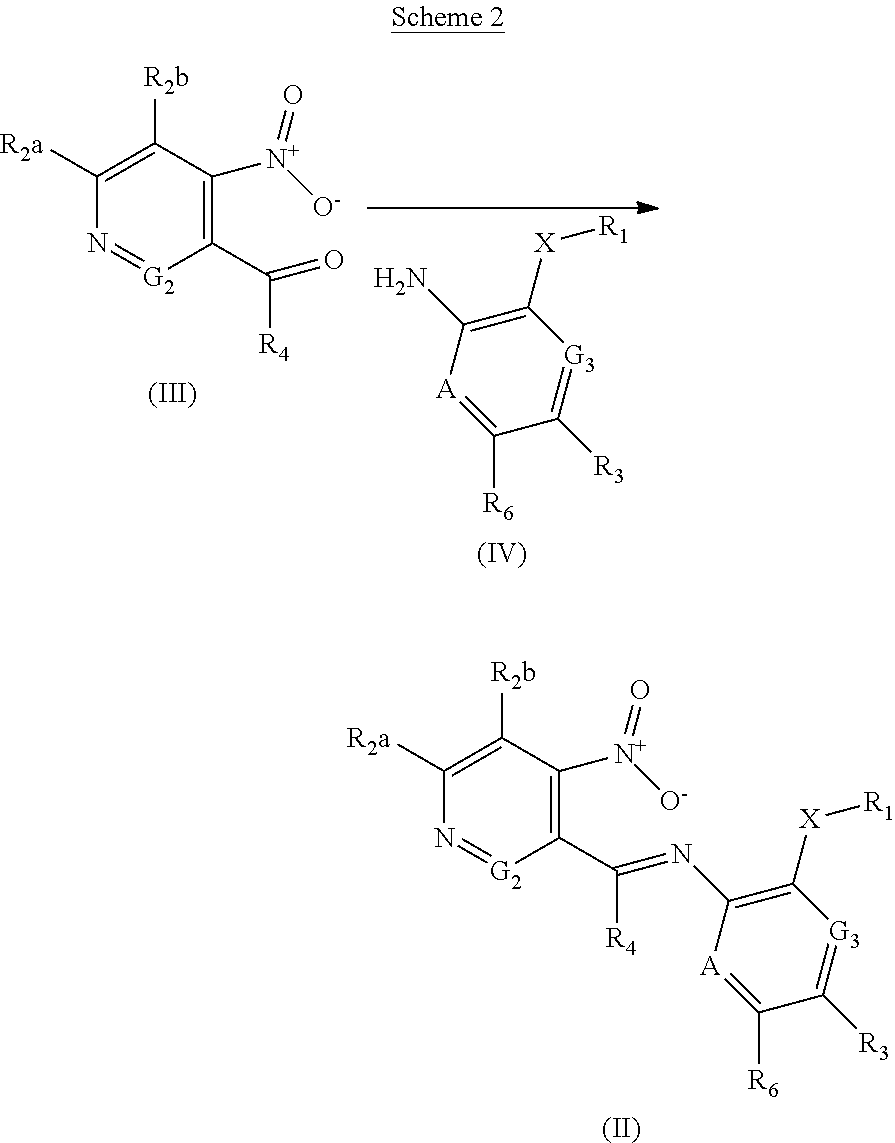 Scheme 2
R2b
O
R2a
N+
O-
N
G2
O
R4
(III)
X
R1
H2N
G3
A
R3
R6
(IV)
R2b
O
R2a
N+
O-
X
R1
N
G2
N
R4
G3
A
R3
R6
(II)